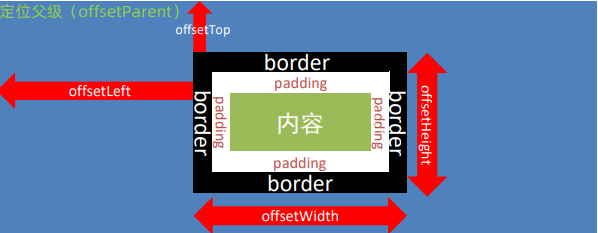 定位父级（offsetParent）
offsetTop
border
padding
offsetLeft
border
padding
内容
padding
border
offsetHeight
padding
border
offsetWidth